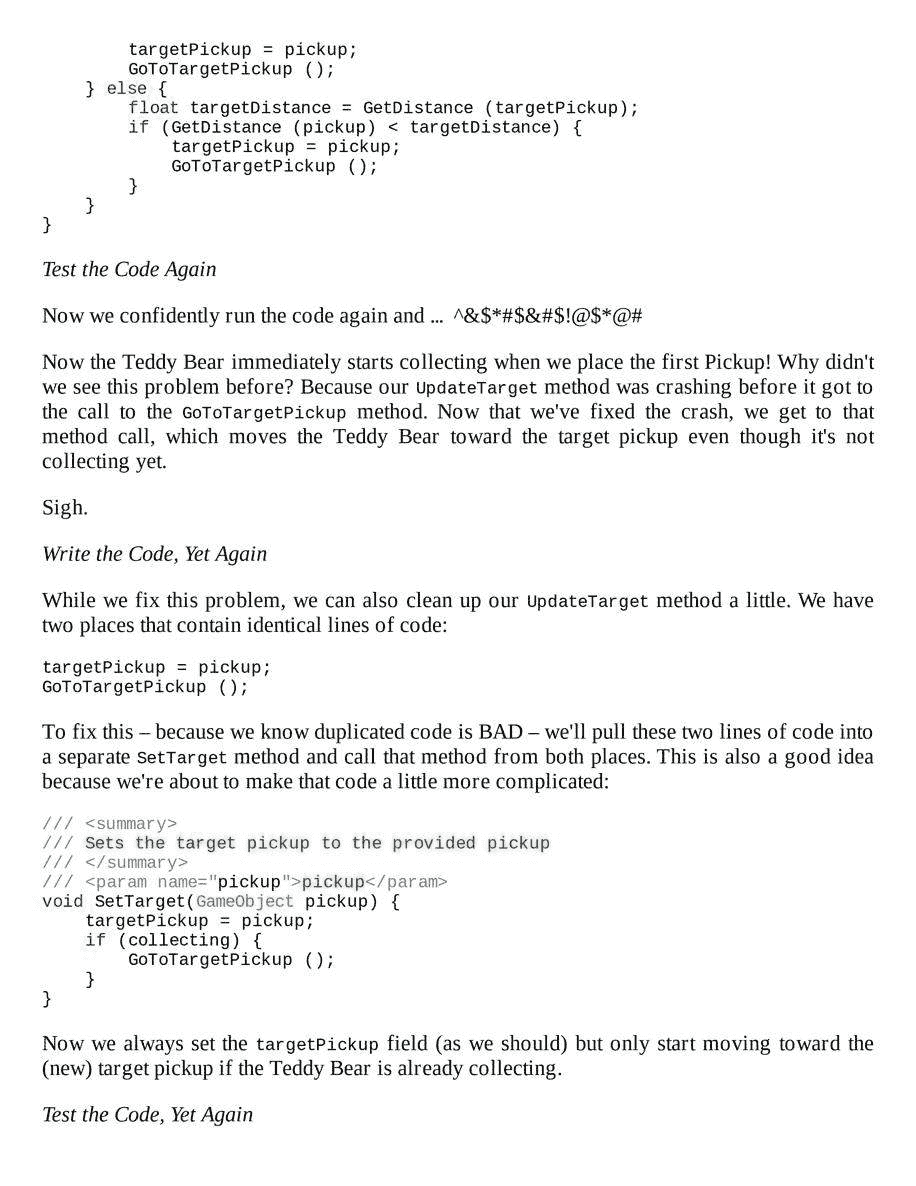 targetPickup = pickup;
        GoToTargetPickup ();
    } else {
        float targetDistance = GetDistance (targetPickup);
        if (GetDistance (pickup) < targetDistance) {
            targetPickup = pickup;
            GoToTargetPickup ();
        }
    }
}
Test the Code Again
Now we confidently run the code again and ... ^&$*#$&#$!@$*@#
Now the Teddy Bear immediately starts collecting when we place the first Pickup! Why didn't
we see this problem before? Because our UpdateTarget method was crashing before it got to
the call to the GoToTargetPickup method. Now that we've fixed the crash, we get to that
method call, which moves the Teddy Bear toward the target pickup even though it's not
collecting yet.
Sigh.
Write the Code, Yet Again
While we fix this problem, we can also clean up our UpdateTarget method a little. We have
two places that contain identical lines of code:
targetPickup = pickup;
GoToTargetPickup ();
To fix this – because we know duplicated code is BAD – we'll pull these two lines of code into
a separate SetTarget method and call that method from both places. This is also a good idea
because we're about to make that code a little more complicated:
/// <summary>
/// Sets the target pickup to the provided pickup
/// </summary>
/// <param name="pickup">pickup</param>
void SetTarget(GameObject pickup) {
    targetPickup = pickup;
    if (collecting) {
        GoToTargetPickup ();
    }
}
Now we always set the targetPickup field (as we should) but only start moving toward the
(new) target pickup if the Teddy Bear is already collecting.
Test the Code, Yet Again